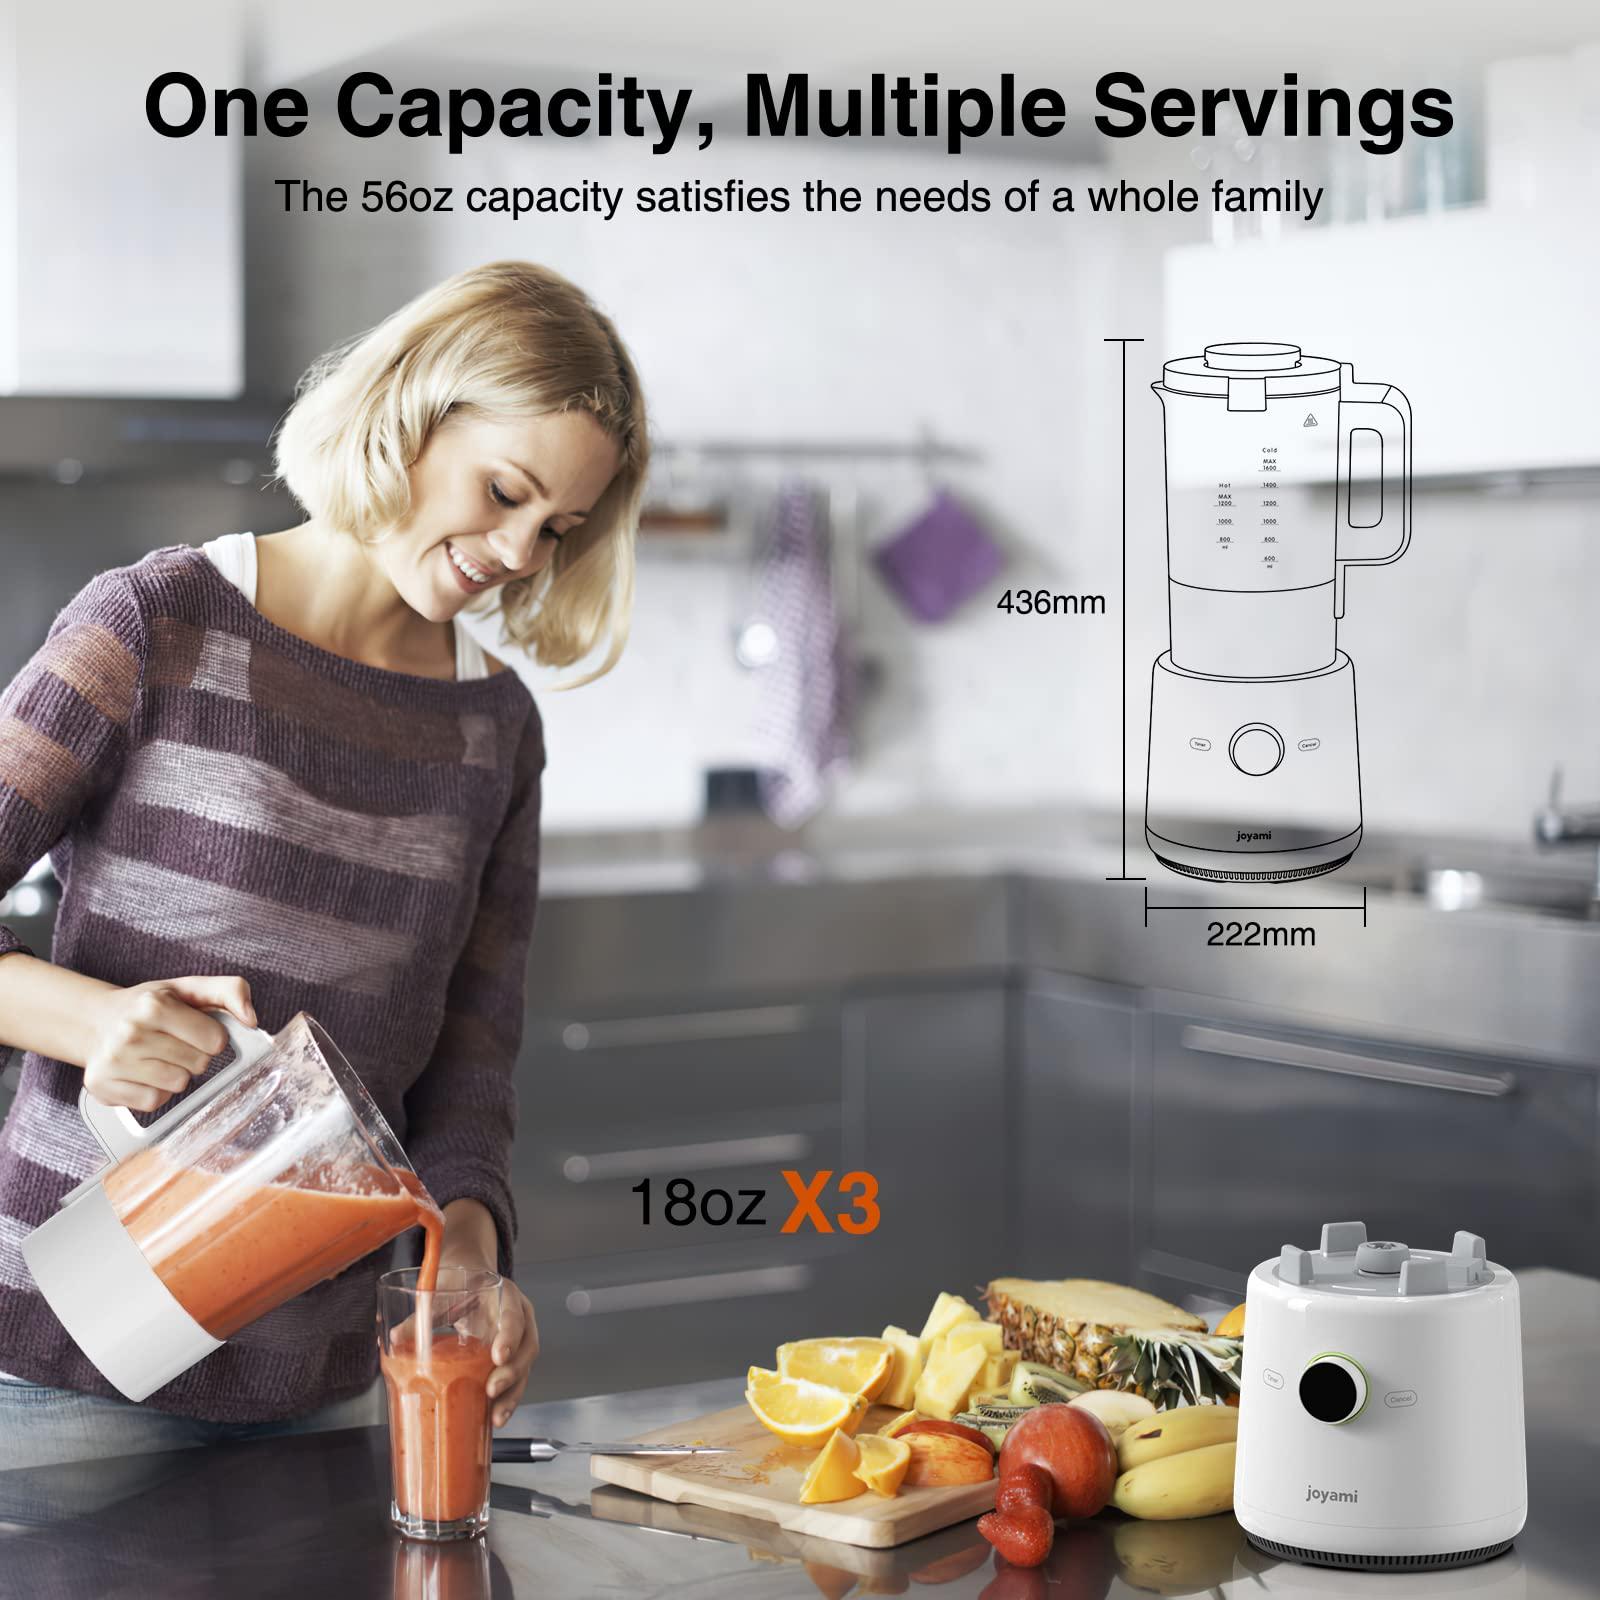 One Capacity, Multiple Servings
The 56oz capacity satisfies the needs of a whole family
Cold
MAX
1600
Hot
1400
MAX
1200
1200
1000
1000
800
800
ml
600
ml
436mm
Timer
Cancel
joyami
222mm
18oz X3
Timer
Cancel
joyami